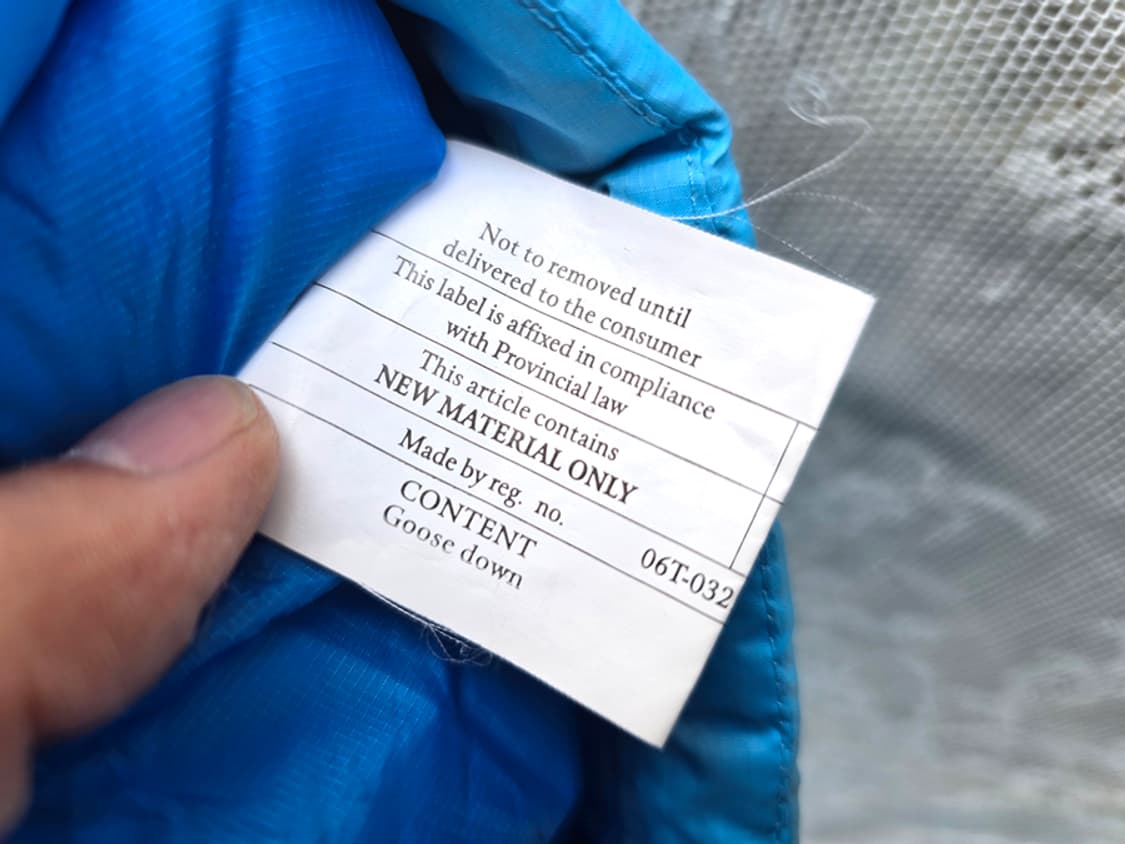 Not to removed until
delivered to the consumer
This label is affixed in compliance
with Provincial law
This article contains
NEW MATERIAL ONLY
Made by reg. no.
06T-032
CONTENT
Goose down